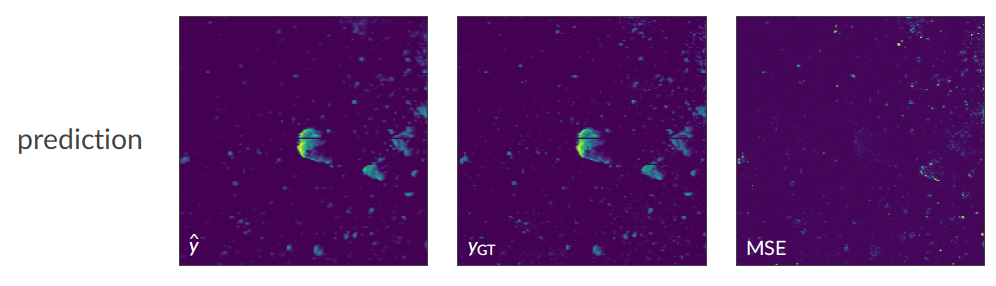 prediction
ŷ
yGT
MSE